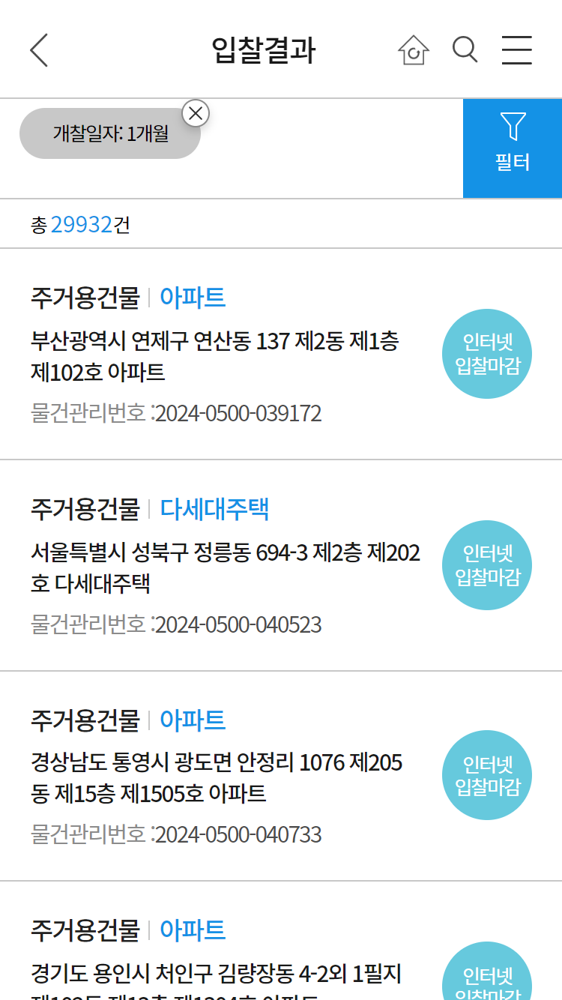 입찰결과
개찰일자: 1개월
필터
총 29932건
주거용건물 | 아파트
부산광역시 연제구 연산동 137 제2동 제1층
제102호 아파트
인터넷
입찰마감
물건관리번호 :2024-0500-039172
주거용건물 | 다세대주택
서울특별시 성북구 정릉동 694-3 제2층 제202
호 다세대주택
인터넷
입찰마감
물건관리번호 :2024-0500-040523
주거용건물 | 아파트
경상남도 통영시 광도면 안정리 1076 제205
동 제15층 제1505호 아파트
인터넷
입찰마감
물건관리번호 :2024-0500-040733
주거용건물 | 아파트
경기도 용인시 처인구 김량장동 4-2외 1필지
인터넷
입찰마감